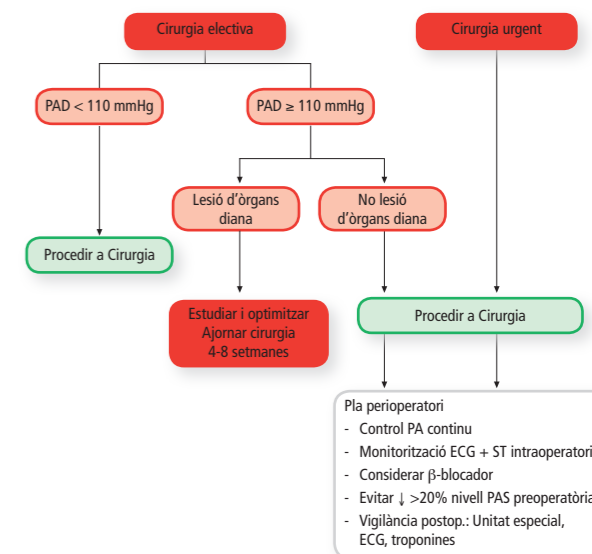 Cirurgia electiva
Cirurgia urgent
PAD < 110 mmHg
PAD ≥ 110 mmHg
Lesió d'òrgans
diana
No lesió
d'òrgans diana
Procedir a Cirurgia
Estudiar i optimitzar
Ajornar cirurgia
4-8 setmanes
Procedir a Cirurgia
Pla perioperatori
- Control PA continu
- Monitorització ECG + ST intraoperatori
- Considerar β-blocador
- Evitar ↓ >20% nivell PAS preoperatòria
- Vigilància postop.: Unitat especial,
ECG, troponines